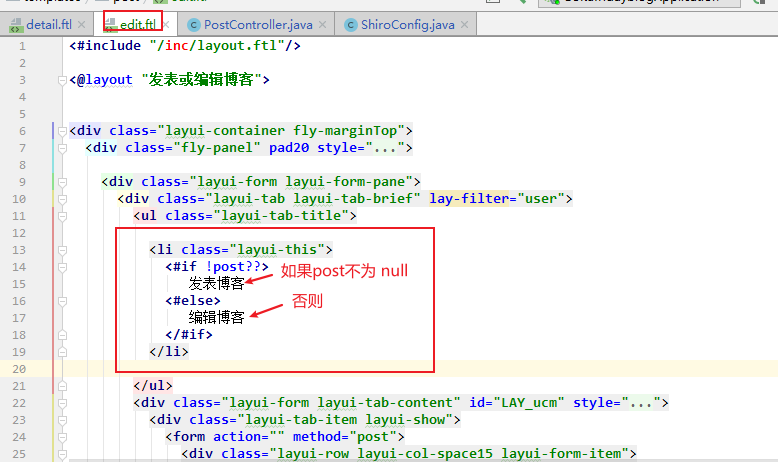 detail.ftl × edit.ftl × PostController.java × ShiroConfig.java ×
1 <#include "/inc/layout.ftl"/>
2
3 <@layout "发表或编辑博客">
4
5
6 <div class="layui-container fly-marginTop">
7 <div class="fly-panel" pad20 style="...">
8
9 <div class="layui-form layui-form-pane">
10 <div class="layui-tab layui-tab-brief" lay-filter="user">
11 <ul class="layui-tab-title">
12
13 <li class="layui-this">
14 <#if !post??> 如果post不为 null
15 发表博客
16 <#else> 否则
17 编辑博客
18 </#if>
19 </li>
20
21 </ul>
22 <div class="layui-form layui-tab-content" id="LAY_ucm" style="...">
23 <div class="layui-tab-item layui-show">
24 <form action="" method="post">
25 <div class="layui-row layui-col-space15 layui-form-item">